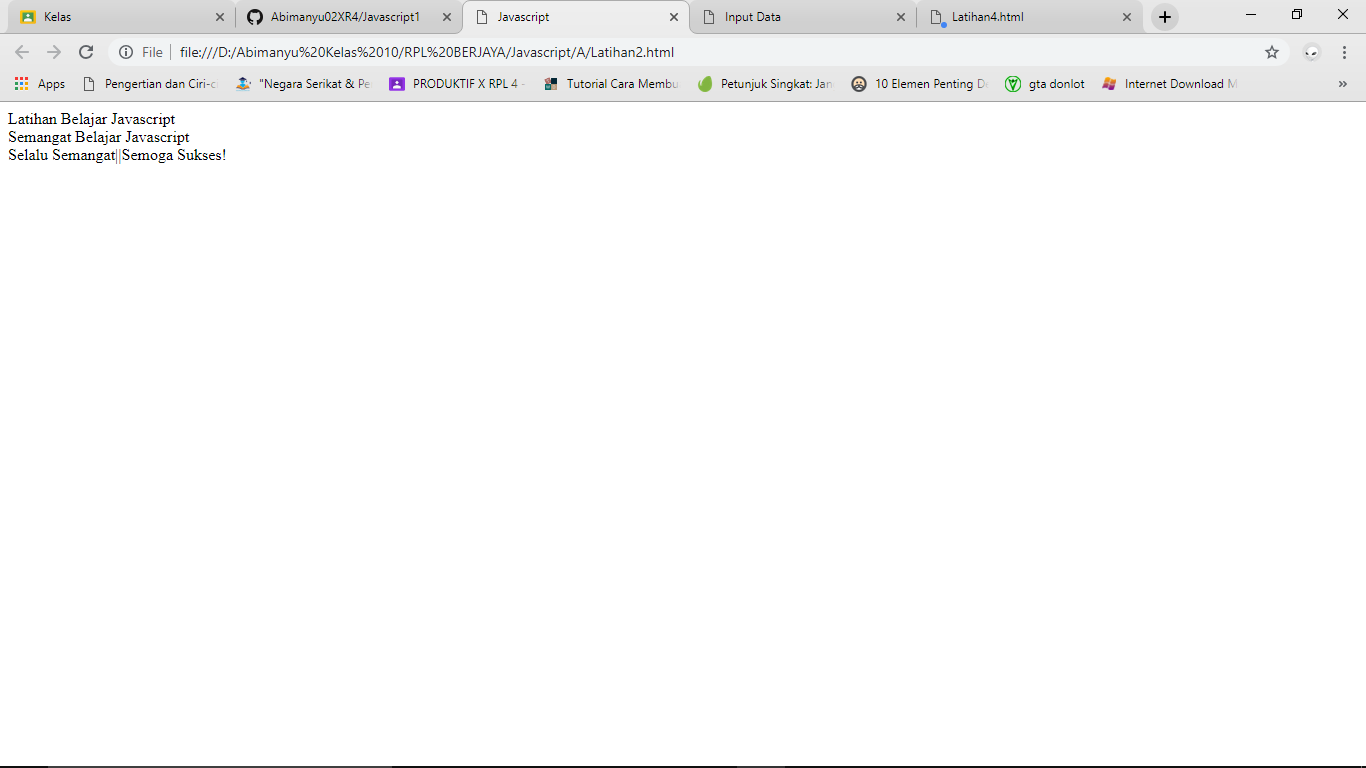 Kelas
Abimanyu02XR4/Javascript1
Javascript
Input Data
Latihan4.html
File
file:///D:/Abimanyu%20Kelas%2010/RPL%20BERJAYA/Javascript/A/Latihan2.html
Apps
Pengertian dan Ciri-c
"Negara Serikat & Pe
PRODUKTIF X RPL 4 -
Tutorial Cara Membu
Petunjuk Singkat: Jan
10 Elemen Penting D
gta donlot
Internet Download M
Latihan Belajar Javascript
Semangat Belajar Javascript
Selalu Semangat||Semoga Sukses!